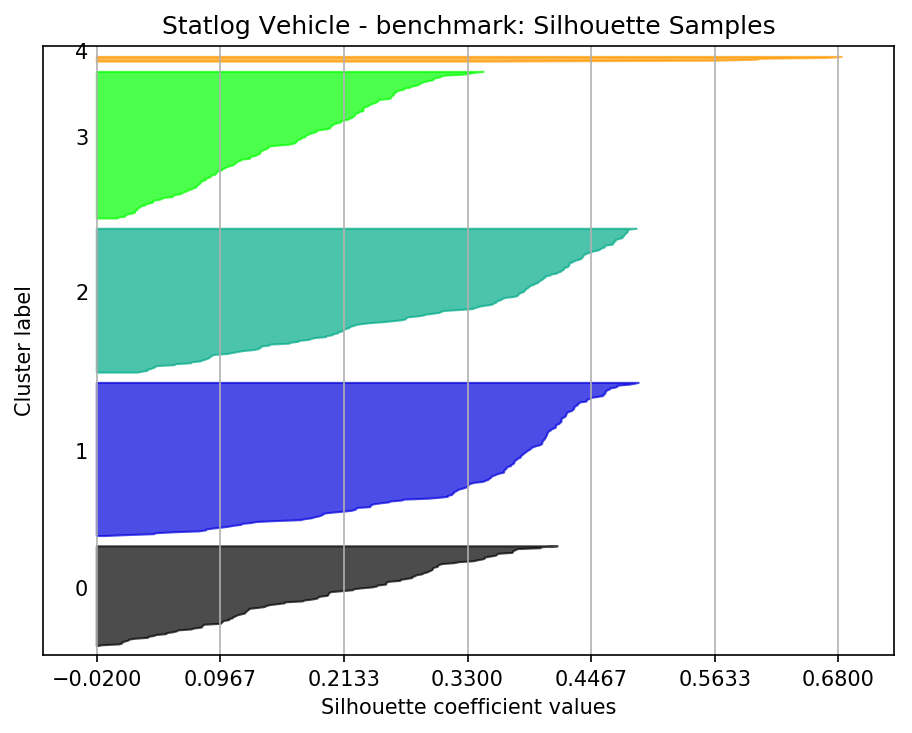 Statlog Vehicle - benchmark: Silhouette Samples
4
3
2
1
0
Cluster label
−0.0200 0.0967 0.2133 0.3300 0.4467 0.5633 0.6800
Silhouette coefficient values